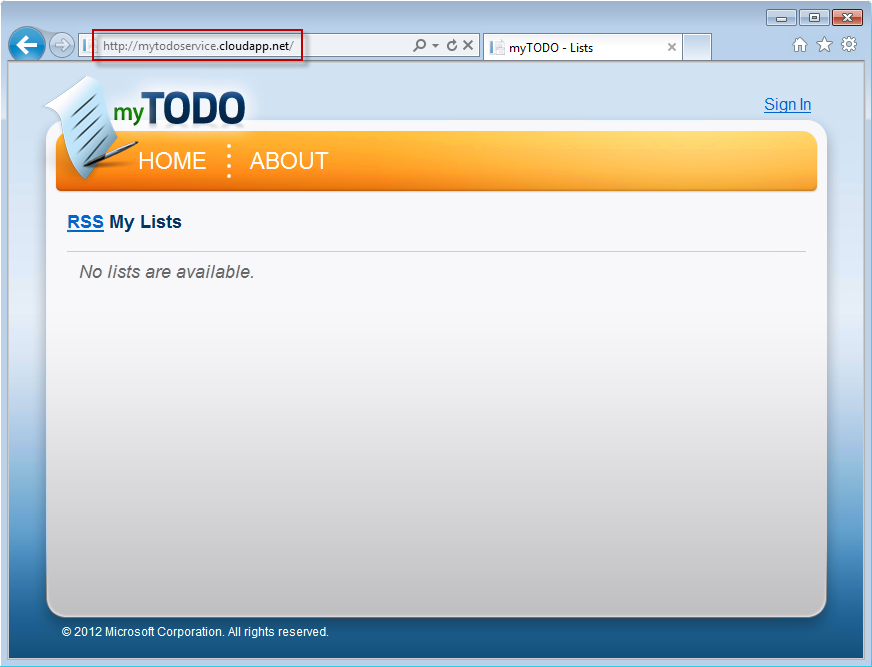 http://mytodoservice.cloudapp.net/
myTODO - Lists
myTODO
Sign In
HOME
ABOUT
RSS My Lists
No lists are available.
© 2012 Microsoft Corporation. All rights reserved.